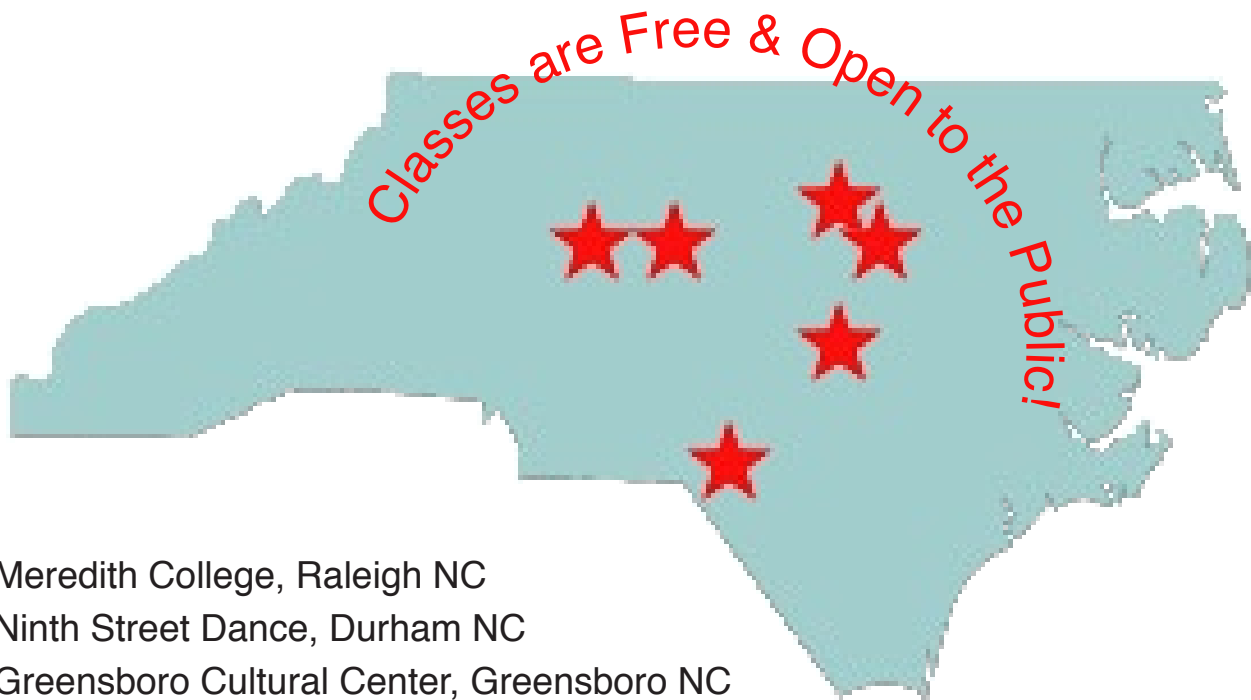 Classes are Free & Open to the Public!
Meredith College, Raleigh NC
Ninth Street Dance, Durham NC
Greensboro Cultural Center, Greensboro NC